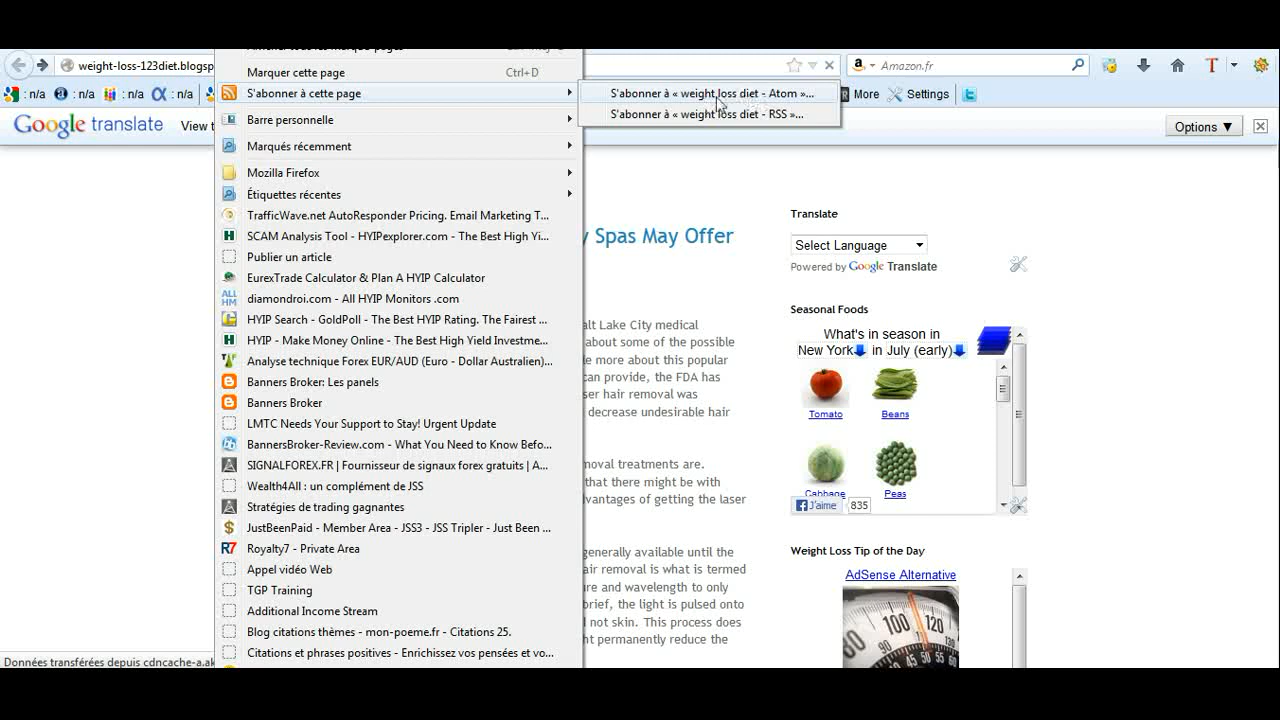 Marquer cette page Ctrl+D
weight-loss-123diet.blogsp
Amazon.fr
S'abonner à cette page
S'abonner à « weight loss diet - Atom »...
S'abonner à « weight loss diet - RSS »...
: n/a : n/a : n/a : n/a
More Settings
Google translate View t
Options ▼
Barre personnelle
Marqués récemment
Mozilla Firefox
Étiquettes récentes
TrafficWave.net AutoResponder Pricing. Email Marketing T...
SCAM Analysis Tool - HYIPexplorer.com - The Best High Yi...
Publier un article
EurexTrade Calculator & Plan A HYIP Calculator
diamondroi.com - All HYIP Monitors .com
HYIP Search - GoldPoll - The Best HYIP Rating. The Fairest ...
HYIP - Make Money Online - The Best High Yield Investme...
Analyse technique Forex EUR/AUD (Euro - Dollar Australien)...
Banners Broker: Les panels
Banners Broker
LMTC Needs Your Support to Stay! Urgent Update
BannersBroker-Review.com - What You Need to Know Befo...
SIGNALFOREX.FR | Fournisseur de signaux forex gratuits | A...
Wealth4All : un complément de JSS
Stratégies de trading gagnantes
JustBeenPaid - Member Area - JSS3 - JSS Tripler - Just Been ...
Royalty7 - Private Area
Appel vidéo Web
TGP Training
Additional Income Stream
Blog citations thèmes - mon-poeme.fr - Citations 25.
Citations et phrases positives - Enrichissez vos pensées et vo...
Données transférées depuis cdncache-a.ak
y Spas May Offer
alt Lake City medical
about some of the possible
le more about this popular
can provide, the FDA has
ser hair removal was
decrease undesirable hair
moval treatments are.
that there might be with
dvantages of getting the laser
generally available until the
air removal is what is termed
ure and wavelength to only
brief, the light is pulsed onto
d not skin. This process does
ht permanently reduce the
Translate
Select Language
Powered by Google Translate
Seasonal Foods
What's in season in
New York in July (early)
Tomato Beans
Cabbage Peas
J'aime 835
Weight Loss Tip of the Day
AdSense Alternative
80 100 120
45 50 55 60